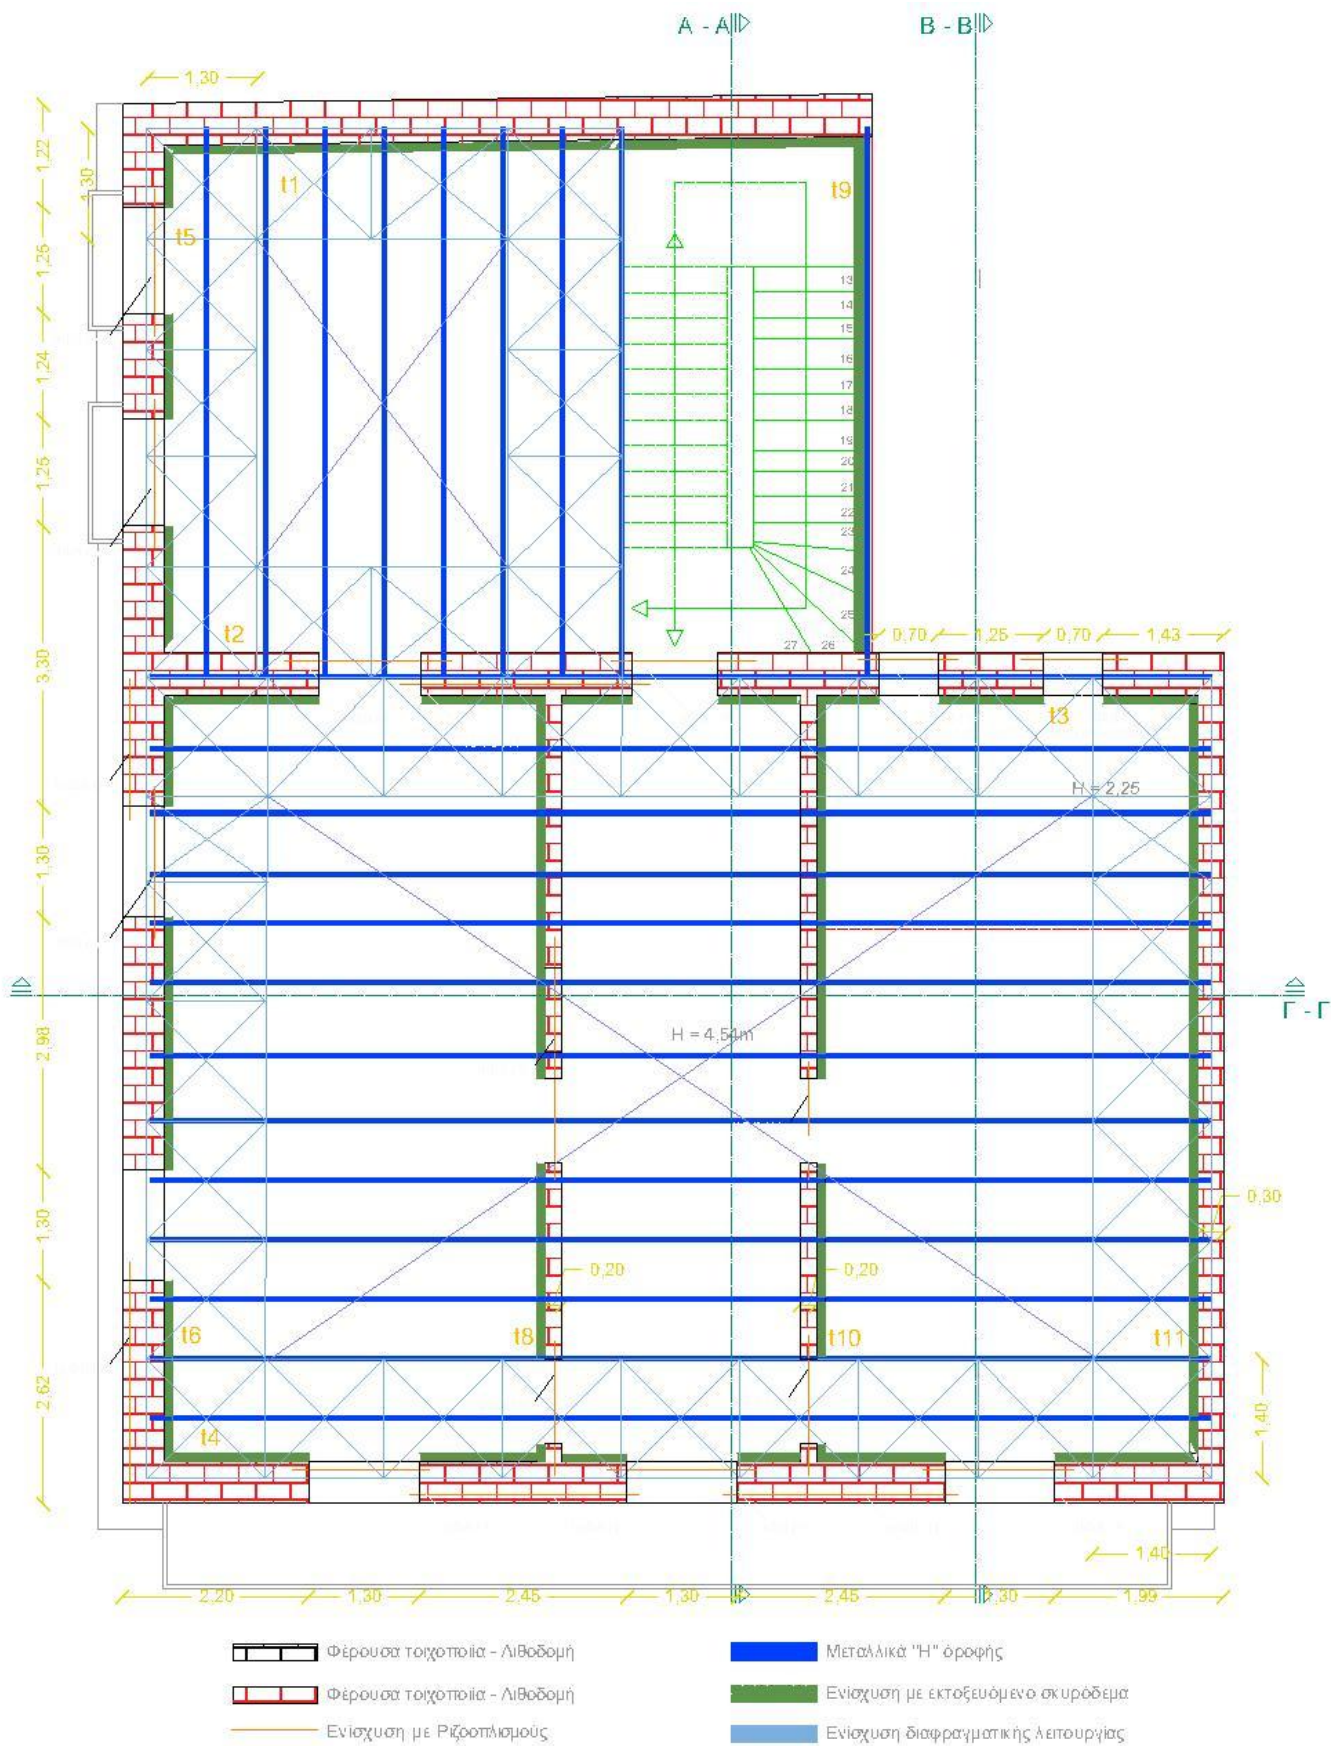 A - A
B - B
1,30
1,22
1,30
t1
t9
t5
1,25
13
14
15
1,24
16
17
18
19
1,25
20
21
22
23
24
25
t2
27
26
0,70
1,25
0,70
1,43
3,30
t3
H = 2,25
1,30
Γ - Γ
2,98
H = 4,54m
0,30
1,30
0,20
0,20
t6
t8
t10
t11
2,62
1,40
t4
1,40
2,20
1,30
2,45
1,30
2,45
1,30
1,99
Φέρουσα τοιχοποιία - Λιθοδομή
Μεταλλικά "Η" όροφής
Φέρουσα τοιχοποιία - Λιθοδομή
Ενίσχυση με εκτοξευόμενο σκυρόδεμα
Ενίσχυση με Ριζοοπλισμούς
Ενίσχυση διαφραγματικής λειτουργίας